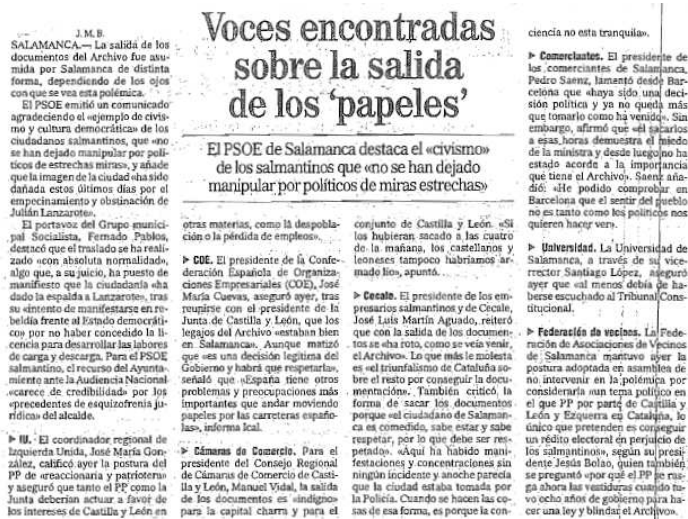 Voces encontradas
sobre la salida
de los 'papeles'
El PSOE de Salamanca destaca el «civismo»
de los salmantinos que «no se han dejado
manipular por políticos de miras estrechas»
J. M. B.
SALAMANCA.— La salida de los
documentos del Archivo fue asu-
mida por Salamanca de distinta
forma, dependiendo de los ojos
con que se vea esta polémica.
El PSOE emitió un comunicado
agradeciendo el «ejemplo de civis-
mo y cultura democrática» de los
ciudadanos salmantinos, que «no
se han dejado manipular por polí-
ticos de estrechas miras», y añade
que la imagen de la ciudad «ha sido
dañada estos últimos días por el
empecinamiento y obstinación de
Julián Lanzarote».
El portavoz del Grupo munici-
pal Socialista, Fernado Pablos,
destacó que el traslado se ha reali-
zado «con absoluta normalidad»,
algo que, a su juicio, ha puesto de
manifiesto que la ciudadanía «ha
dado la espalda a Lanzarote», tras
su «intento de manifestarse en re-
beldía frente al Estado democráti-
co» por no haber concedido la li-
cencia para desarrollar las labores
de carga y descarga. Para el PSOE
salmantino, el recurso del Ayunta-
miento ante la Audiencia Nacional
«carece de credibilidad» por los
«precedentes de esquizofrenia ju-
rídica» del alcalde.
▶ IU. El coordinador regional de
Izquierda Unida, José María Gon-
zález, calificó ayer la postura del
PP de «reaccionaria y patriotera»
y aseguró que tanto el PP como la
Junta deberían actuar a favor de
los intereses de Castilla y León en
otras materias, como la despobla-
ción o la pérdida de empleos».
▶ COE. El presidente de la Confe-
deración Española de Organiza-
ciones Empresariales (COE), José
María Cuevas, aseguró ayer, tras
reunirse con el presidente de la
Junta de Castilla y León, que los
legajos del Archivo «estaban bien
en Salamanca». Aunque matizó
que «es una decisión legítima del
Gobierno y habrá que respetarla»,
señaló que «España tiene otros
problemas y preocupaciones más
importantes que andar moviendo
papeles por las carreteras españo-
las», informa Ical.
▶ Cámaras de Comercio. Para el
presidente del Consejo Regional
de Cámaras de Comercio de Casti-
lla y León, Manuel Vidal, la salida
de los documentos es «indigno»
para la capital charra y para el
conjunto de Castilla y León. «Si
los hubieran sacado a las cuatro
de la mañana, los castellanos y
leoneses tampoco habríamos ar-
mado lío», apuntó.
▶ Cecale. El presidente de los em-
presarios salmantinos y de Cecale,
José Luis Martín Aguado, reiteró
que con la salida de los documen-
tos se «ha roto, como se veía venir,
el Archivo». Lo que más le molesta
es «el triunfalismo de Cataluña so-
bre el resto por conseguir la docu-
mentación». También criticó la
forma de sacar los documentos
porque «el ciudadano de Salaman-
ca es comedido, sabe estar y sabe
respetar, por lo que debe ser res-
petado». «Aquí ha habido mani-
festaciones y concentraciones sin
ningún incidente y anoche parecía
que la ciudad estaba tomada por
la Policía. Cuando se hacen las co-
sas de esa forma, es porque la con-
ciencia no esta tranquila».
▶ Comerciantes. El presidente de
los comerciantes de Salamanca,
Pedro Saenz, lamentó desde Bar-
celona que «haya sido una deci-
sión política y ya no queda más
que tomarlo como ha venido». Sin
embargo, afirmó que «el sacarlos
a esas horas demuestra el miedo
de la ministra y desde luego no ha
estado acorde a la importancia
que tiene el Archivo». Saenz aña-
dió: «He podido comprobar en
Barcelona que el sentir del pueblo
no es tanto como los políticos nos
quieren hacer ver».
▶ Universidad. La Universidad de
Salamanca, a través de su vice-
rrector Santiago López, aseguró
ayer que «al menos debía de ha-
berse escuchado al Tribunal Cons-
titucional.
▶ Federación de vecinos. La Fede-
ración de Asociaciones de Vecinos
de Salamanca mantuvo ayer la
postura adoptada en asamblea de
no intervenir en la polémica por
considerarla «un tema político en
el que PP por parte de Castilla y
León y Ezquerra en Cataluña, lo
único que pretenden es conseguir
un rédito electoral en perjuicio de
los salmantinos», según su presi-
dente Jesús Bolao, quien también
se preguntó «por qué el PP se ras-
gó ahora las vestiduras cuando tu-
vo ocho años de gobierno para ha-
cer una ley y blindar el Archivo».